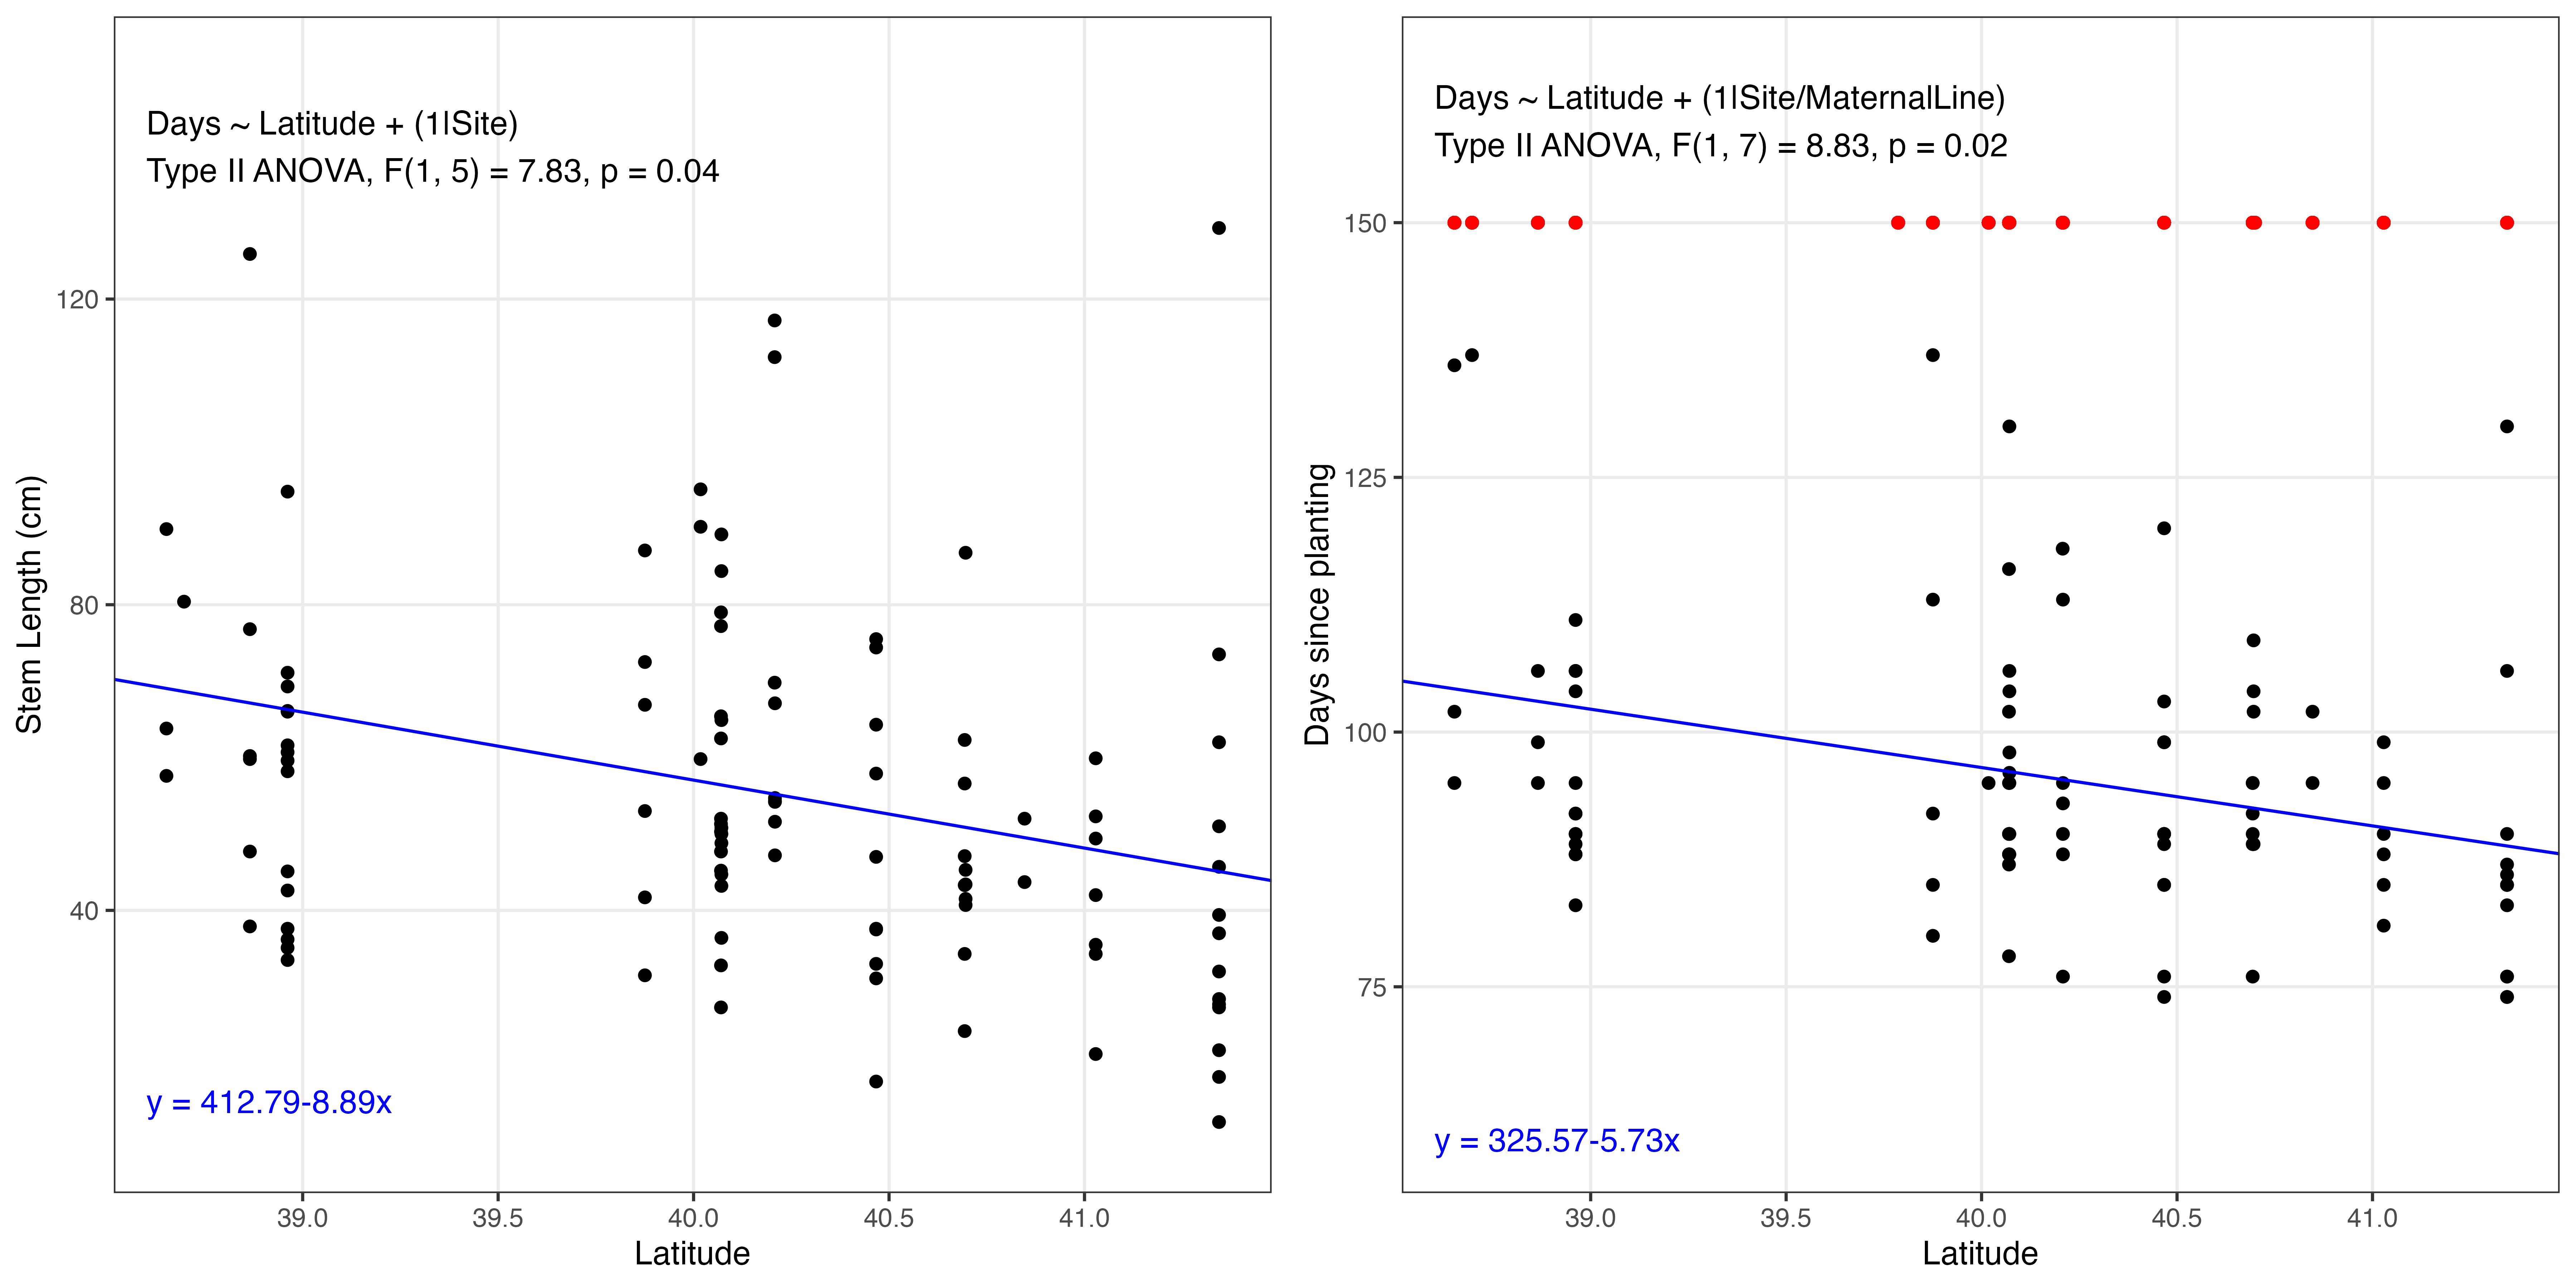 Days ~ Latitude + (1|Site)
Type II ANOVA, F(1, 5) = 7.83, p = 0.04
120
80
40
Stem Length (cm)
y = 412.79-8.89x
39.0 39.5 40.0 40.5 41.0
Latitude
Days ~ Latitude + (1|Site/MaternalLine)
Type II ANOVA, F(1, 7) = 8.83, p = 0.02
150
125
100
75
Days since planting
y = 325.57-5.73x
39.0 39.5 40.0 40.5 41.0
Latitude